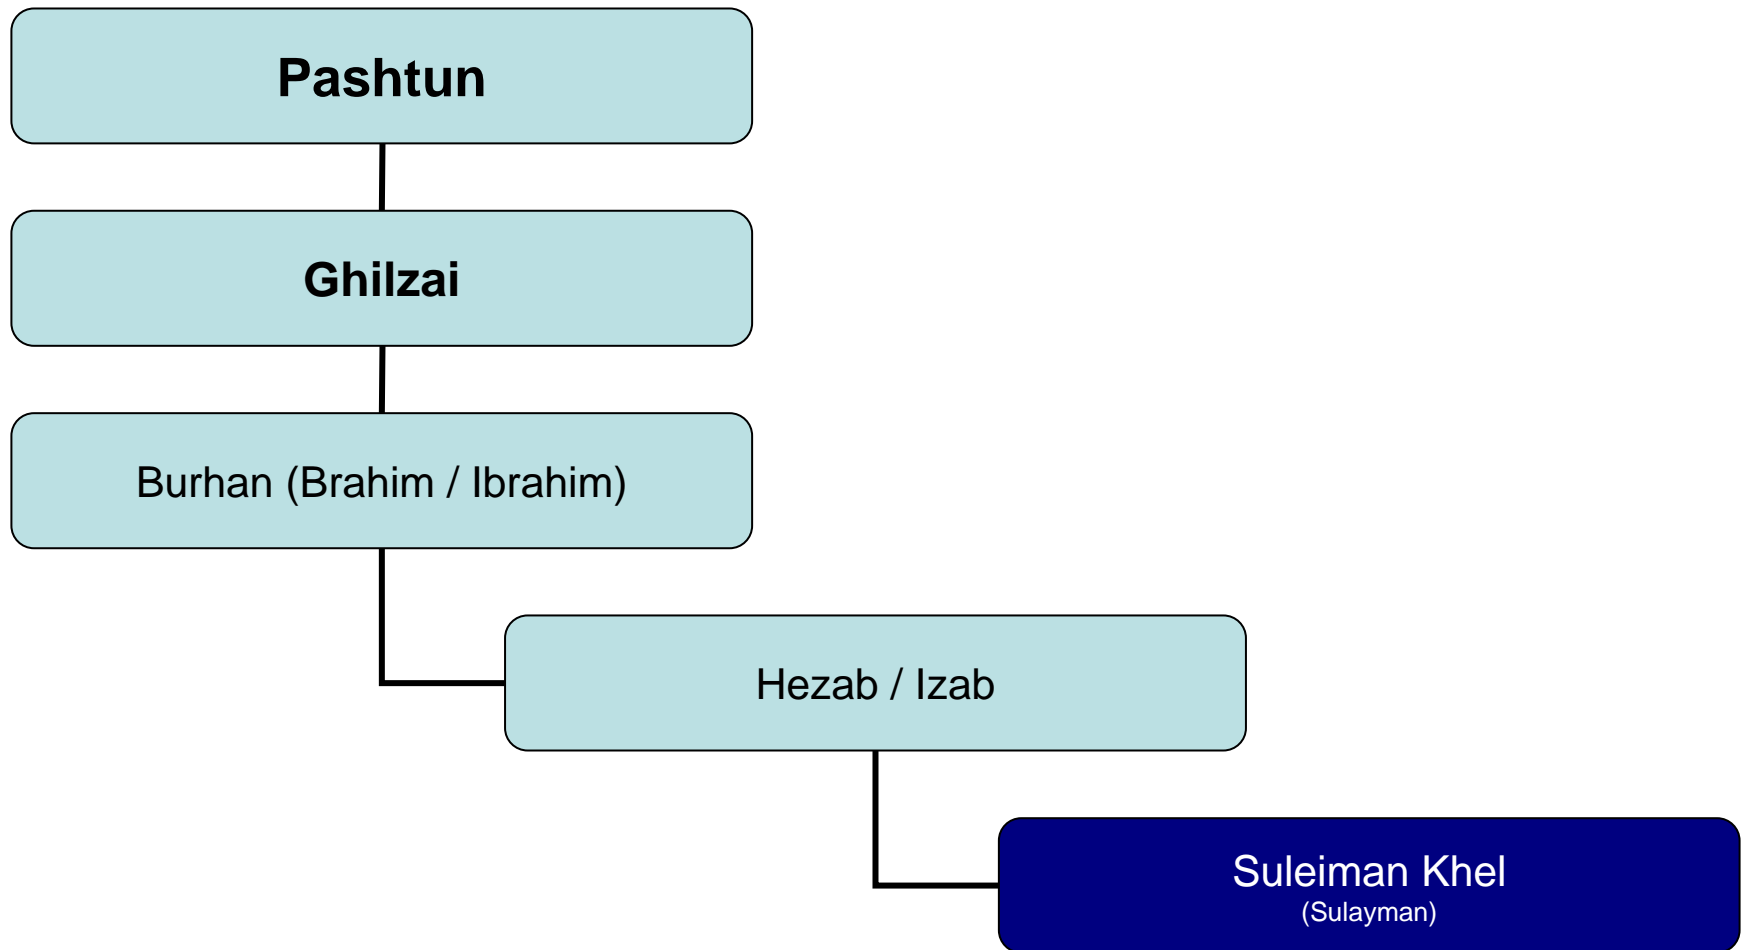 Pashtun
Ghilzai
Burhan (Brahim / Ibrahim)
Hezab / Izab
Suleiman Khel
(Sulayman)